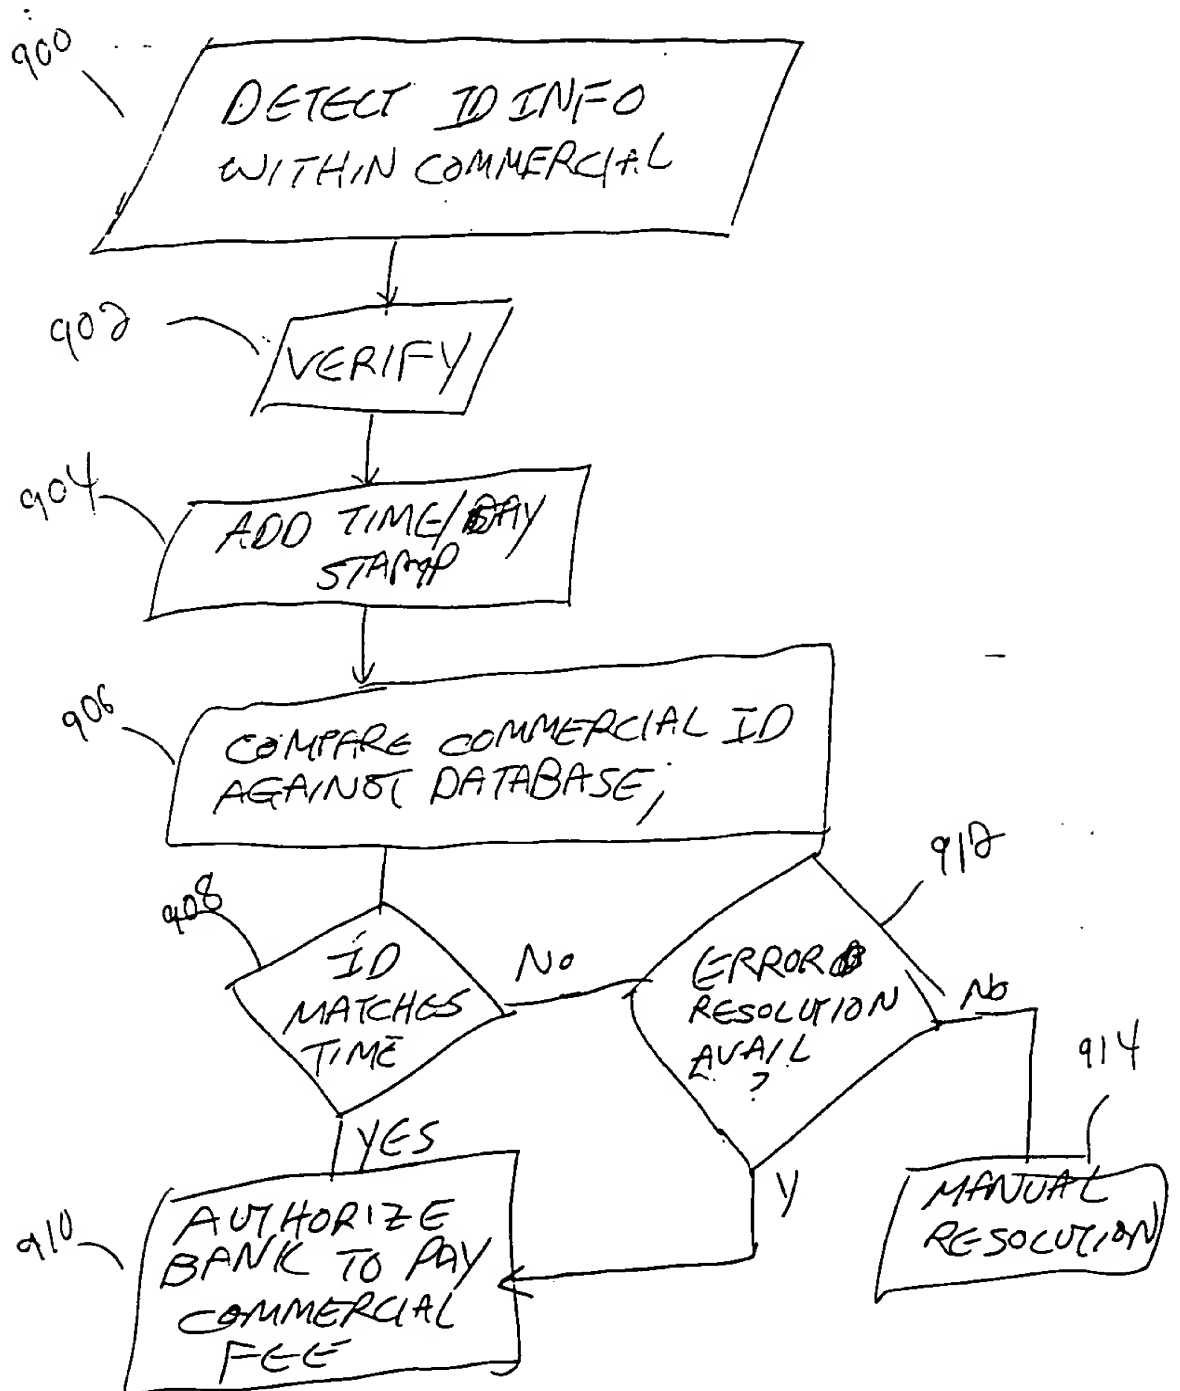 900
DETECT ID INFO
WITHIN COMMERCIAL
902
VERIFY
904
ADD TIME/DAY
STAMP
906
COMPARE COMMERCIAL ID
AGAINST DATABASE;
908
ID
MATCHES
TIME
No
912
ERROR
RESOLUTION
AVAIL
?
No
914
YES
Y
MANUAL
RESOLUTION
910
AUTHORIZE
BANK TO PAY
COMMERCIAL
FEE